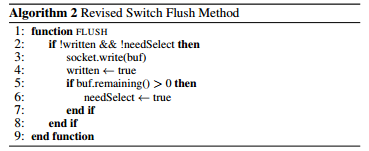 Algorithm 2 Revised Switch Flush Method
1: function FLUSH
2: if !written && !needSelect then
3: socket.write(buf)
4: written ← true
5: if buf.remaining() > 0 then
6: needSelect ← true
7: end if
8: end if
9: end function